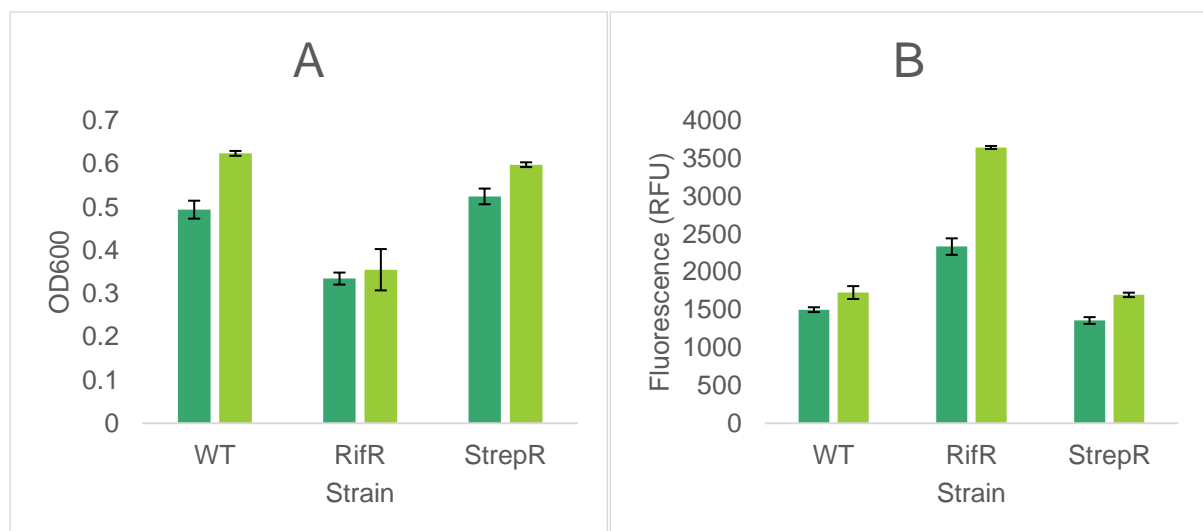 A
OD600
0.7
0.6
0.5
0.4
0.3
0.2
0.1
0
WT RifR StrepR
Strain
B
Fluorescence (RFU)
4000
3500
3000
2500
2000
1500
1000
500
0
WT RifR StrepR
Strain